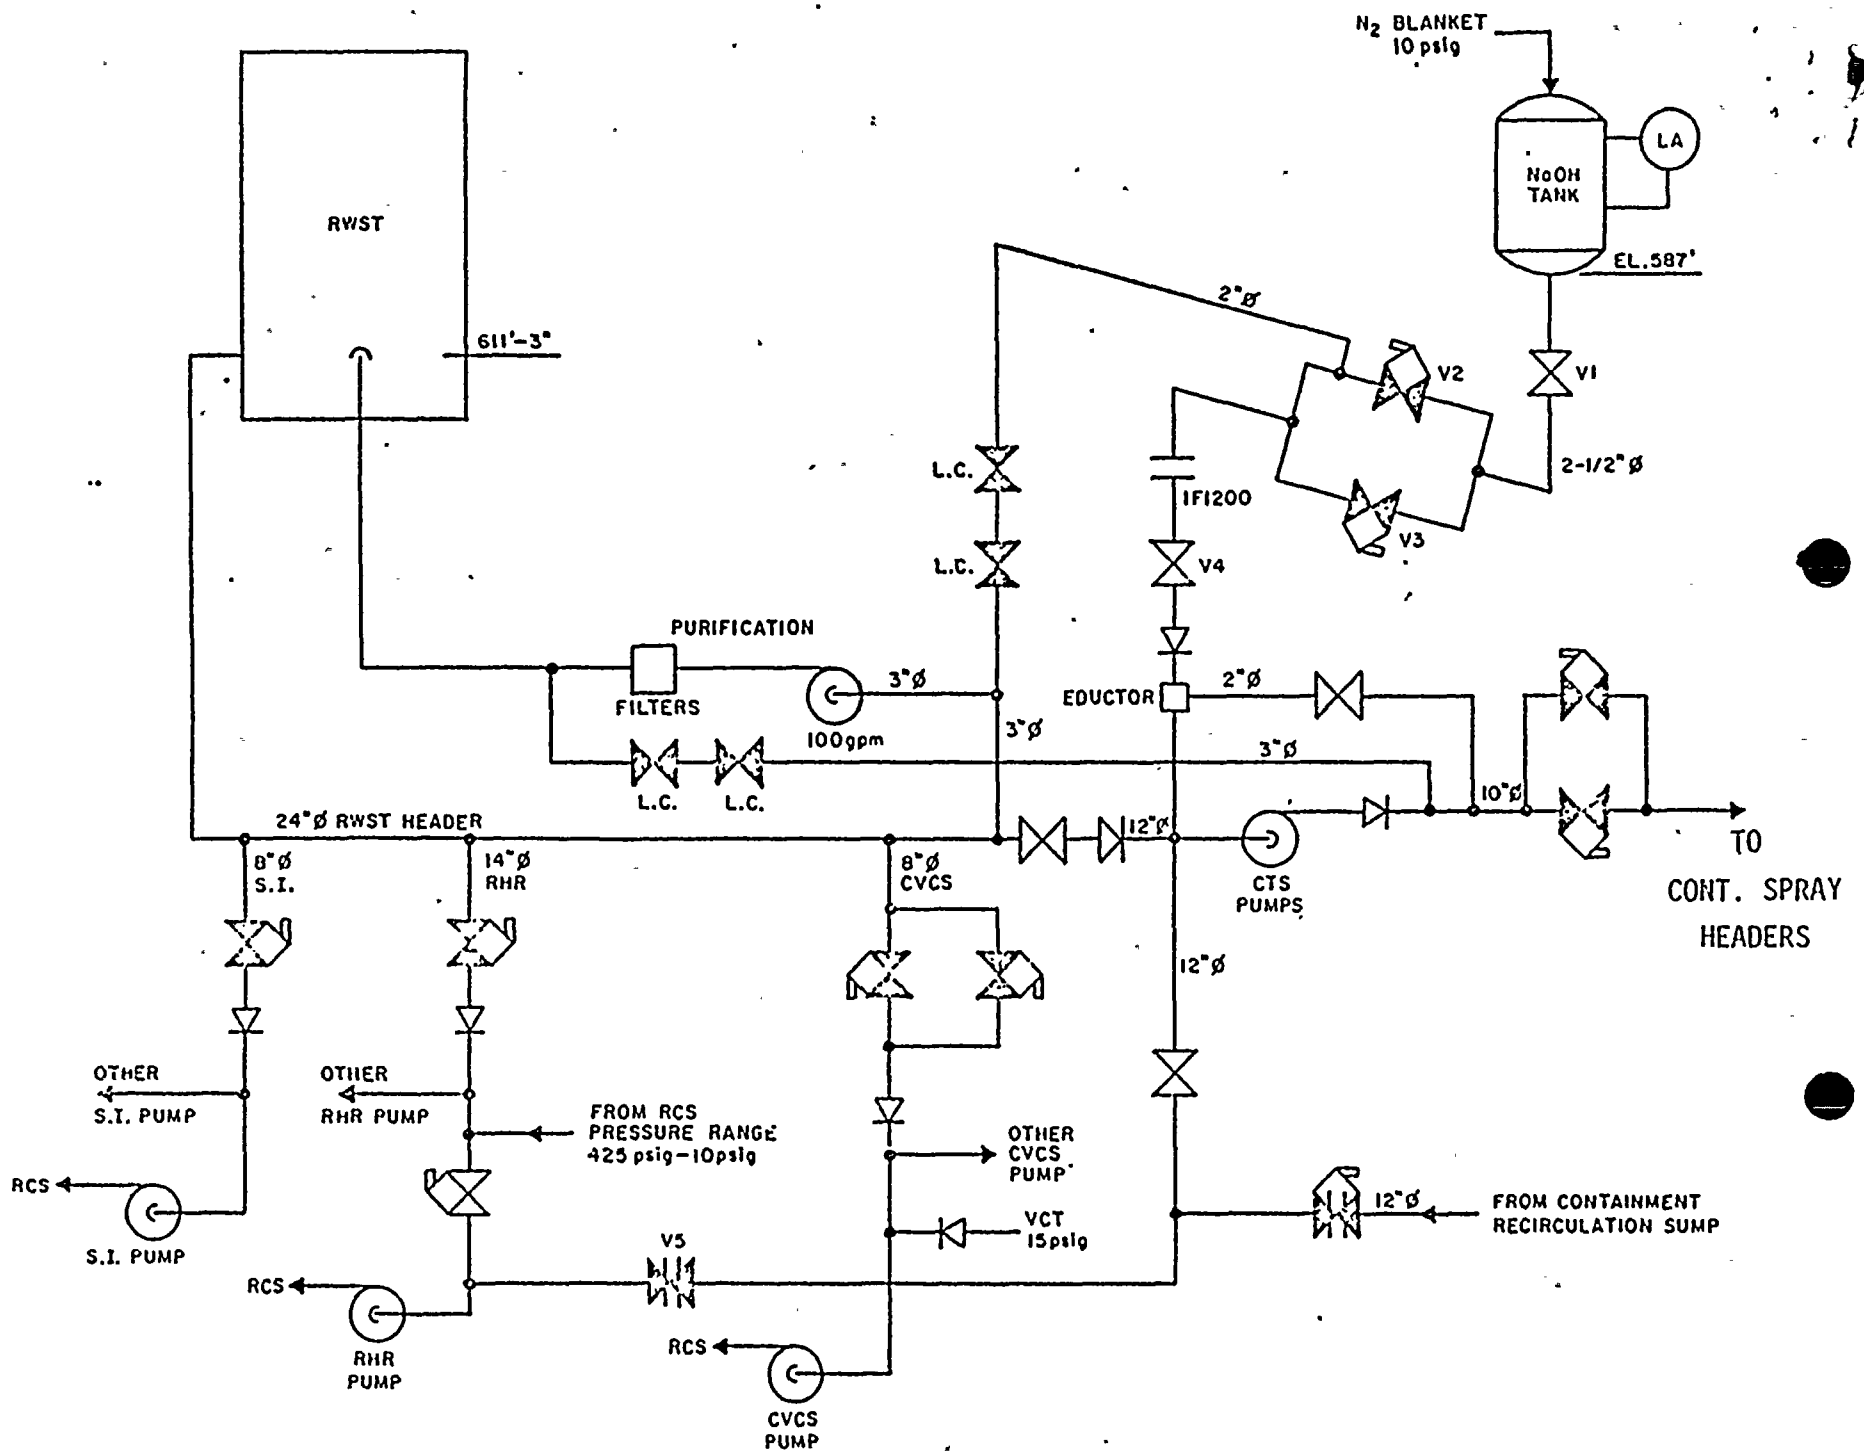 N₂ BLANKET
10 psig
LA
NaOH
TANK
EL. 587'
RWST
611'-3"
2"Ø
V2
V1
L.C.
2-1/2"Ø
1FI200
V3
L.C.
V4
PURIFICATION
FILTERS
3"Ø
100gpm
3"Ø
EDUCTOR
2"Ø
3"Ø
L.C.
L.C.
10"Ø
24"Ø RWST HEADER
12"Ø
TO
CONT. SPRAY
HEADERS
8"Ø
S.I.
14"Ø
RHR
8"Ø
CVCS
CTS
PUMPS
12"Ø
OTHER
S.I. PUMP
OTHER
RHR PUMP
FROM RCS
PRESSURE RANGE
425 psig-10psig
OTHER
CVCS
PUMP
RCS
S.I. PUMP
VCT
15psig
12"Ø
FROM CONTAINMENT
RECIRCULATION SUMP
V5
RCS
RHR
PUMP
RCS
CVCS
PUMP